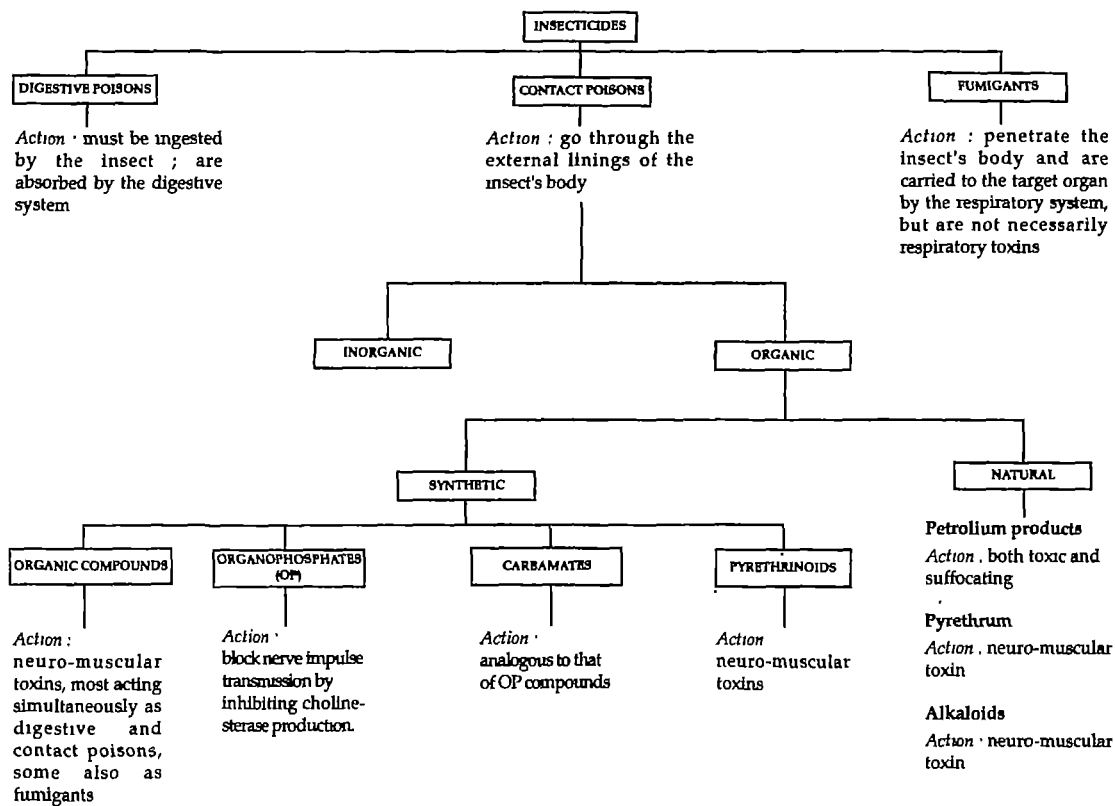 INSECTICIDES
DIGESTIVE POISONS
Action · must be ingested
by the insect ; are
absorbed by the digestive
system
CONTACT POISONS
Action : go through the
external linings of the
insect's body
FUMIGANTS
Action : penetrate the
insect's body and are
carried to the target organ
by the respiratory system,
but are not necessarily
respiratory toxins
INORGANIC
ORGANIC
SYNTHETIC
NATURAL
ORGANIC COMPOUNDS
Action :
neuro-muscular
toxins, most acting
simultaneously as
digestive and
contact poisons,
some also as
fumigants
ORGANOPHOSPHATES
(OP)
Action ·
block nerve impulse
transmission by
inhibiting choline-
sterase production.
CARBAMATES
Action ·
analogous to that
of OP compounds
PYRETHRINOIDS
Action
neuro-muscular
toxins
Petrolium products
Action . both toxic and
suffocating
Pyrethrum
Action . neuro-muscular
toxin
Alkaloids
Action · neuro-muscular
toxin